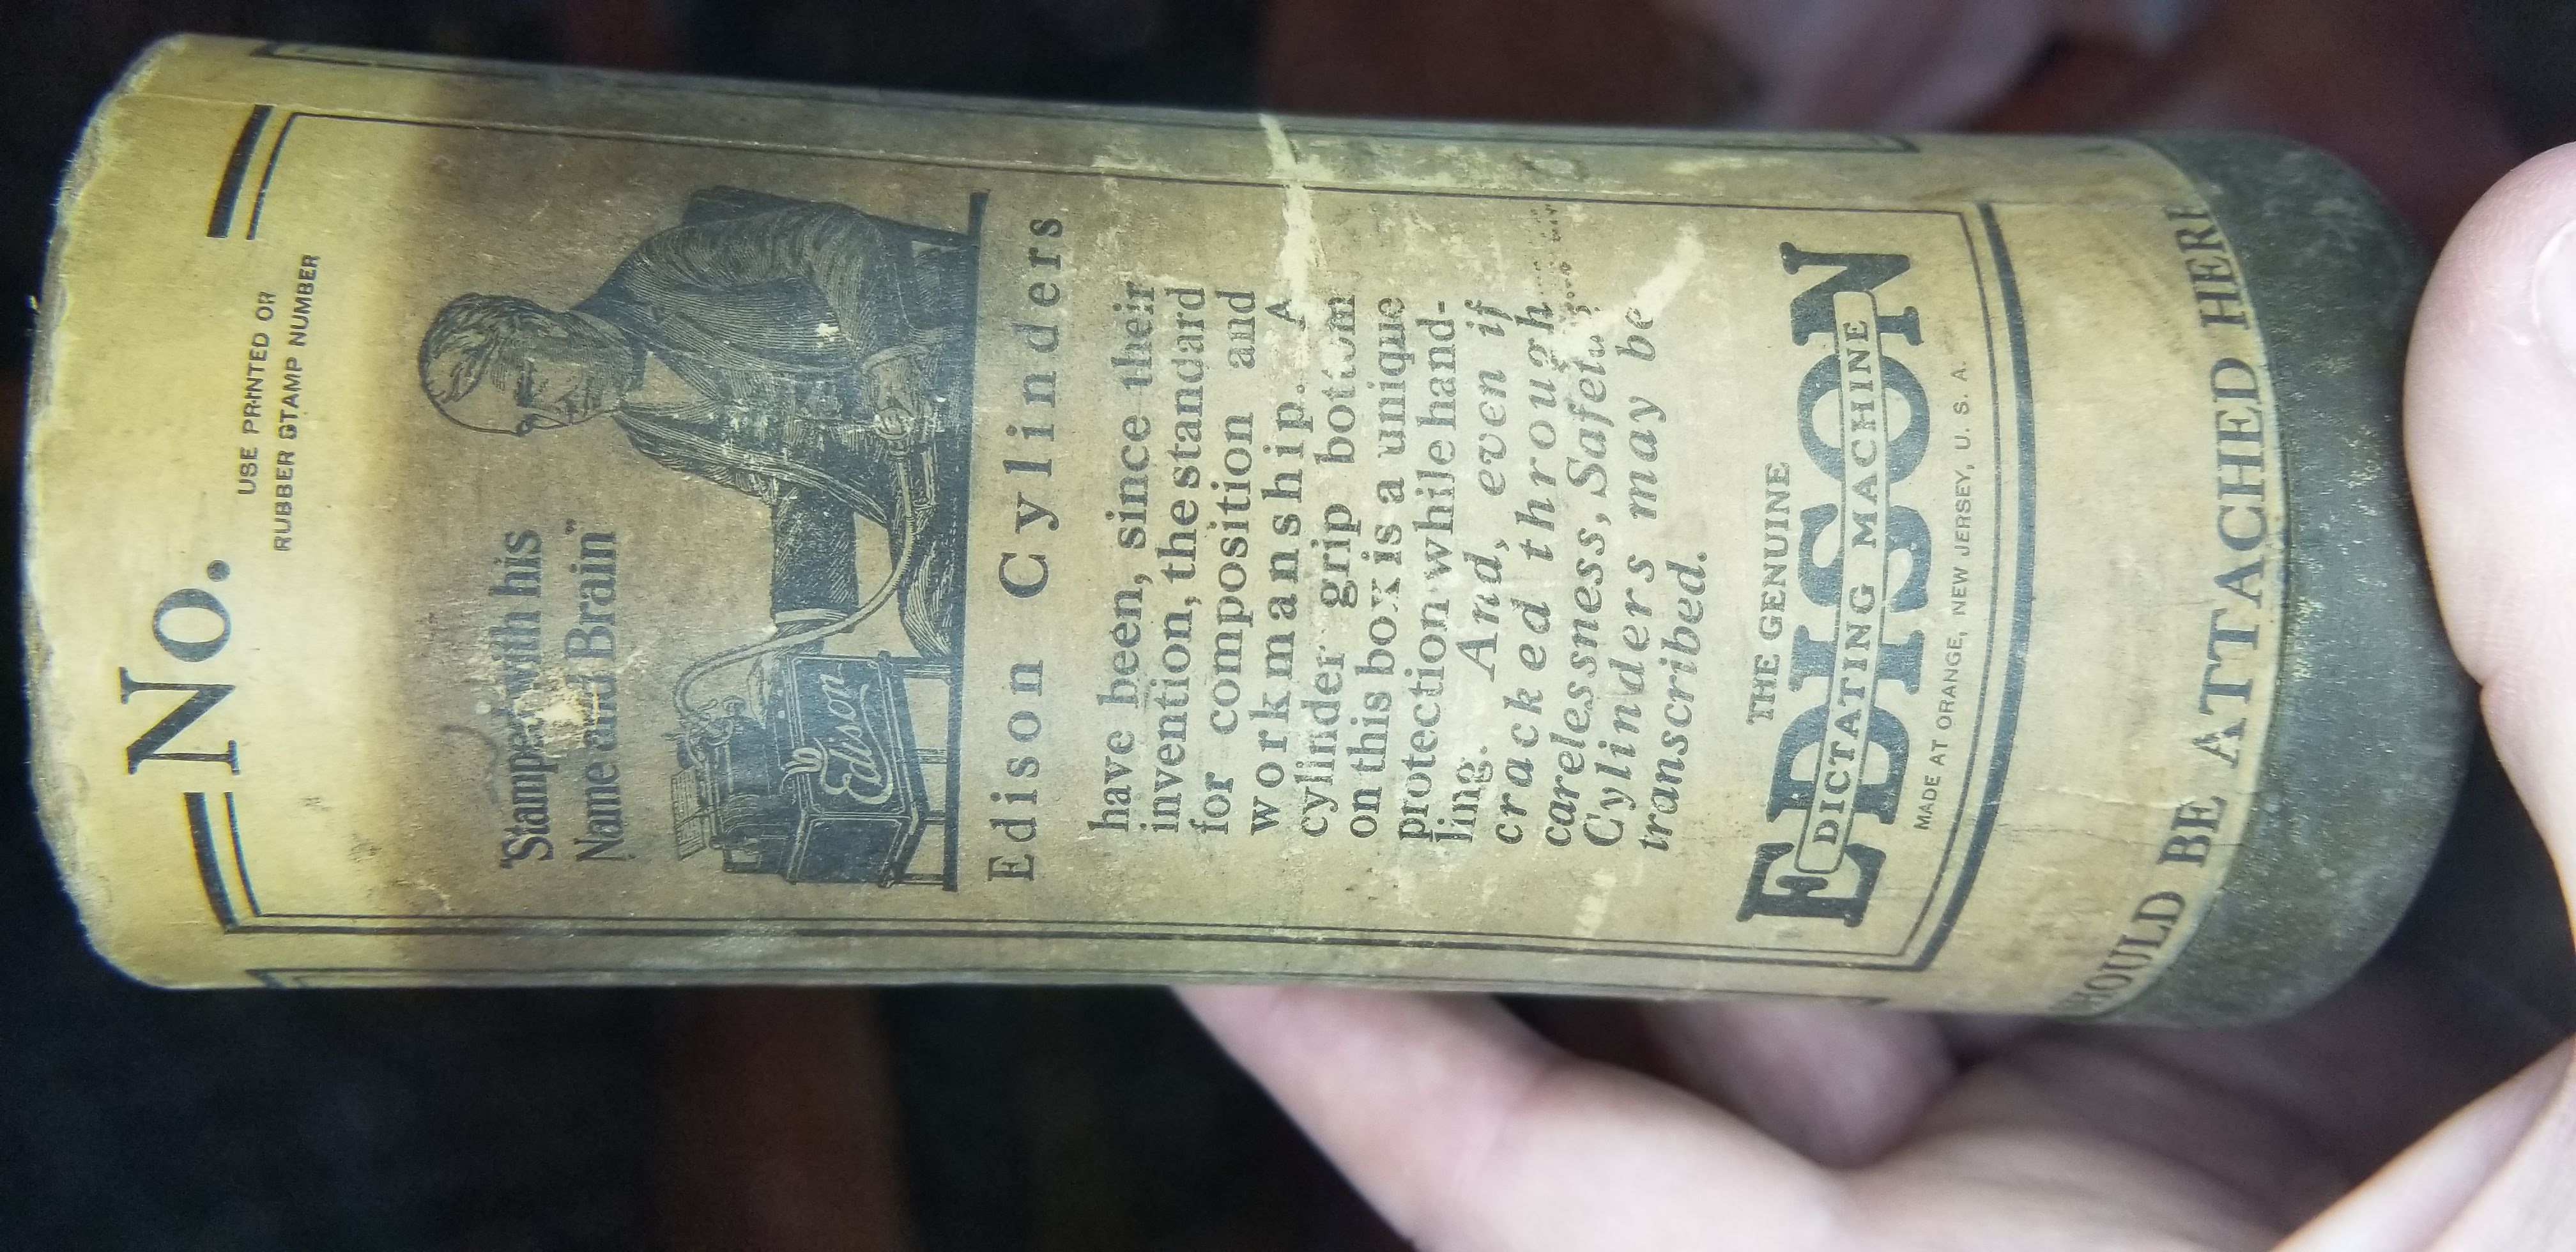 No.
USE PRINTED OR
RUBBER STAMP NUMBER
"Stamped with his
Name and Brain"
Edison
Edison Cylinders
have been, since their
invention, the standard
for composition and
workmanship. A
cylinder grip bottom
on this box is a unique
protection while hand-
ling. And, even if
cracked through
carelessness, Safety
Cylinders may be
transcribed.
THE GENUINE
EDISON
DICTATING MACHINE
MADE AT ORANGE, NEW JERSEY, U. S. A.
SHOULD BE ATTACHED HERE